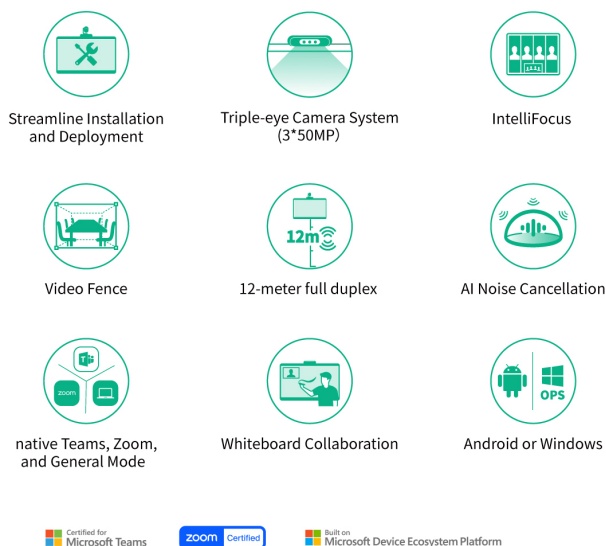 Streamline Installation
and Deployment
Triple-eye Camera System
(3*50MP）
IntelliFocus
12m
Video Fence
12-meter full duplex
AI Noise Cancellation
zoom
OPS
native Teams, Zoom,
and General Mode
Whiteboard Collaboration
Android or Windows
Certified for
Microsoft Teams
zoom Certified
Built on
Microsoft Device Ecosystem Platform